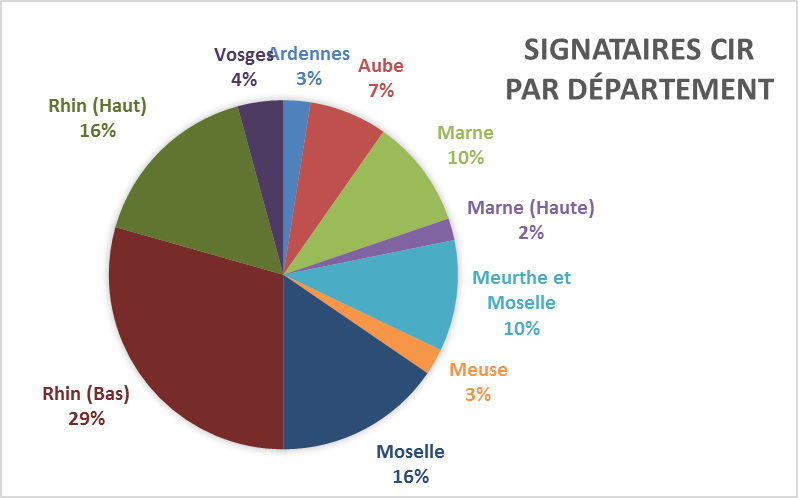 SIGNATAIRES CIR
PAR DÉPARTEMENT
Ardennes
3%
Aube
7%
Marne
10%
Marne (Haute)
2%
Meurthe et
Moselle
10%
Meuse
3%
Moselle
16%
Rhin (Bas)
29%
Rhin (Haut)
16%
Vosges
4%